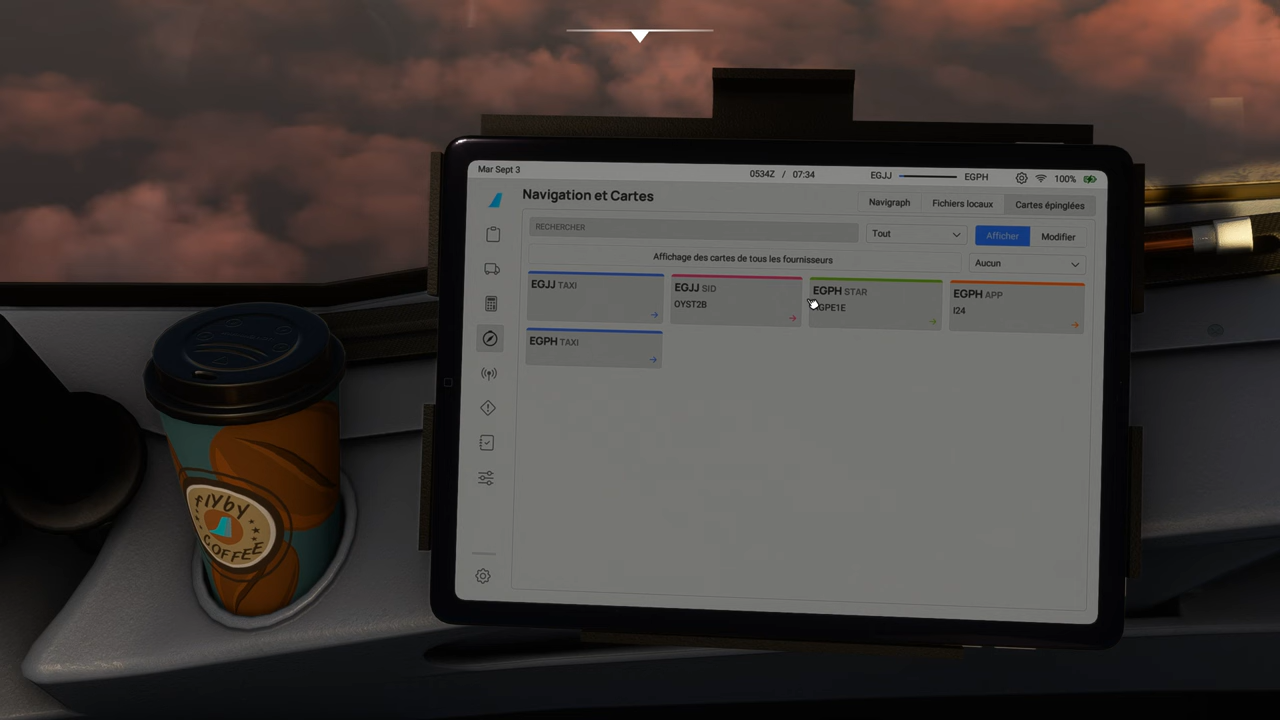 Mar Sept 3
0534Z / 07:34
EGJJ
EGPH
100%
Navigation et Cartes
Navigraph
Fichiers locaux
Cartes épinglées
RECHERCHER
Tout
Afficher
Modifier
Affichage des cartes de tous les fournisseurs
Aucun
EGJJ TAXI
EGJJ SID
OYST2B
EGPH STAR
EGPH APP
I24
EGPH TAXI
flyby
COFFEE